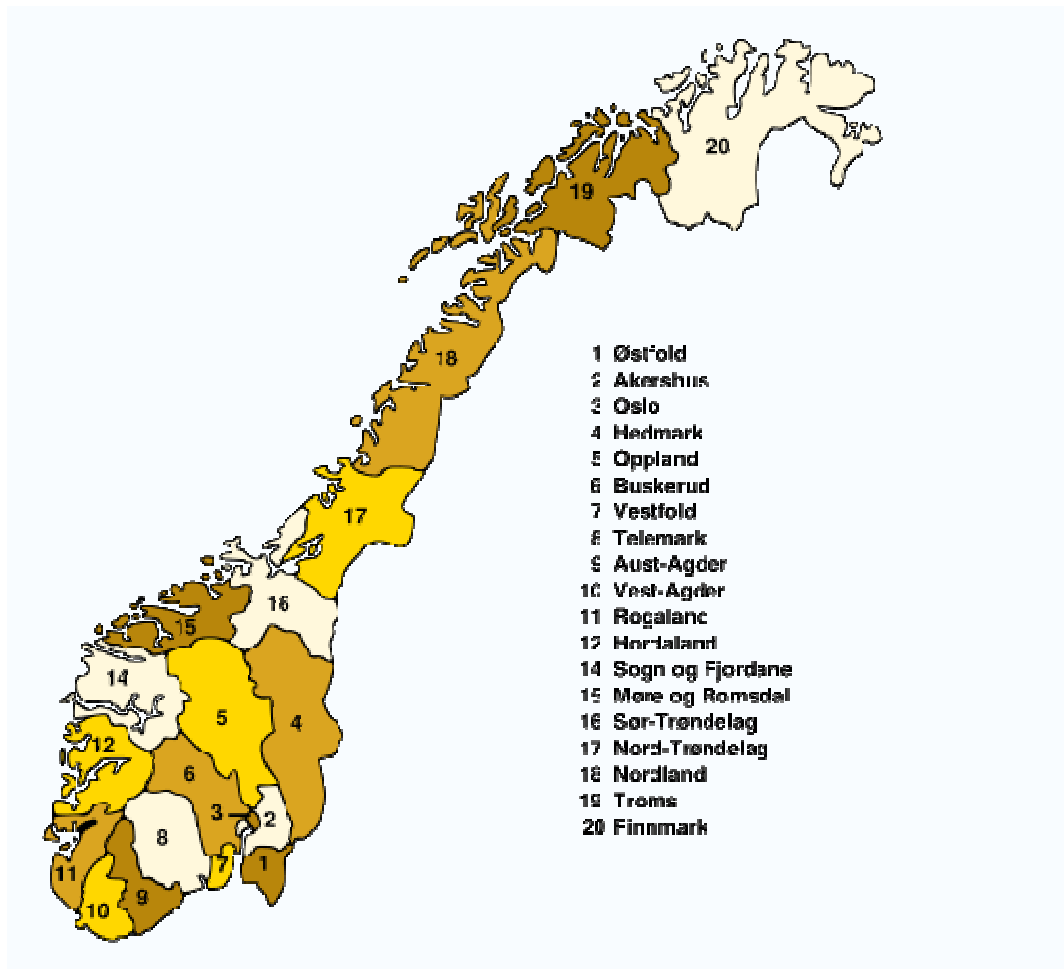 20
19
18
17
16
15
14
5
4
12
6
3
2
8
11
7
1
9
10
1 Østfold
2 Akershus
3 Oslo
4 Hedmark
5 Oppland
6 Buskerud
7 Vestfold
8 Telemark
9 Aust-Agder
10 Vest-Agder
11 Rogaland
12 Hordaland
14 Sogn og Fjordane
15 Møre og Romsdal
16 Sør-Trøndelag
17 Nord-Trøndelag
18 Nordland
19 Troms
20 Finnmark